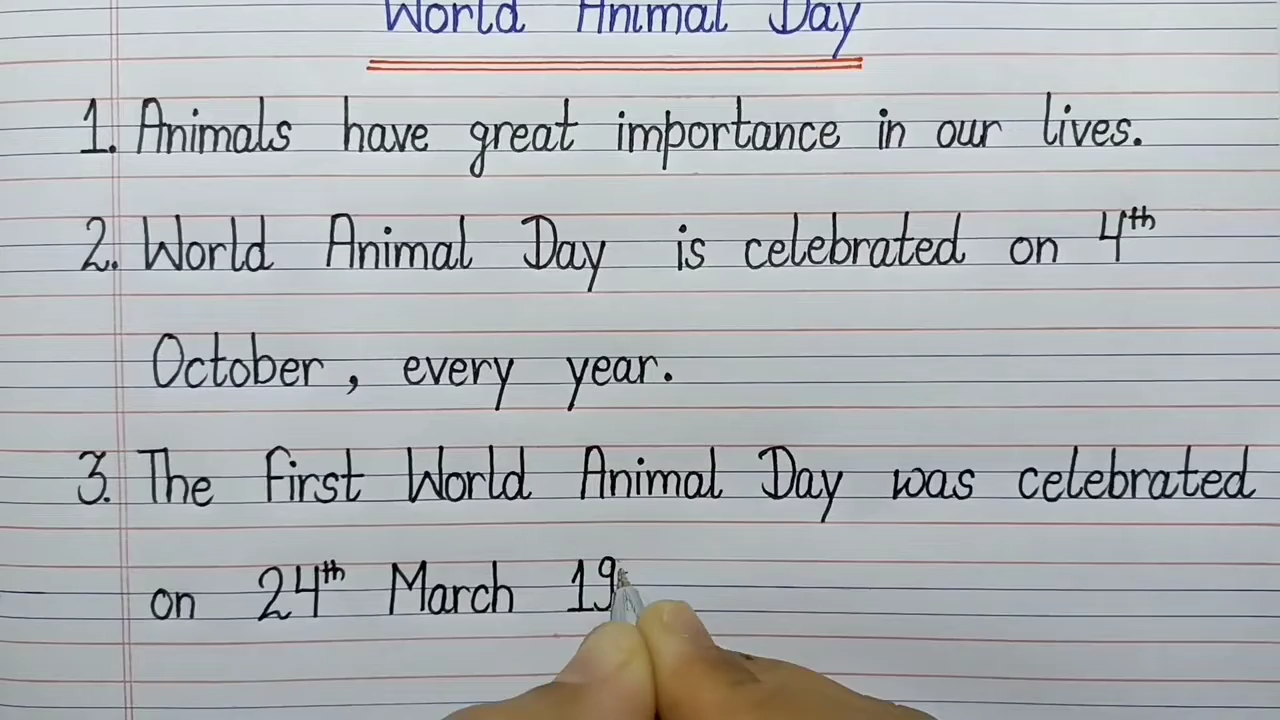 World Animal Day
1. Animals have great importance in our lives.
2. World Animal Day is celebrated on 4th
October, every year.
3. The first World Animal Day was celebrated
on 24th March 19